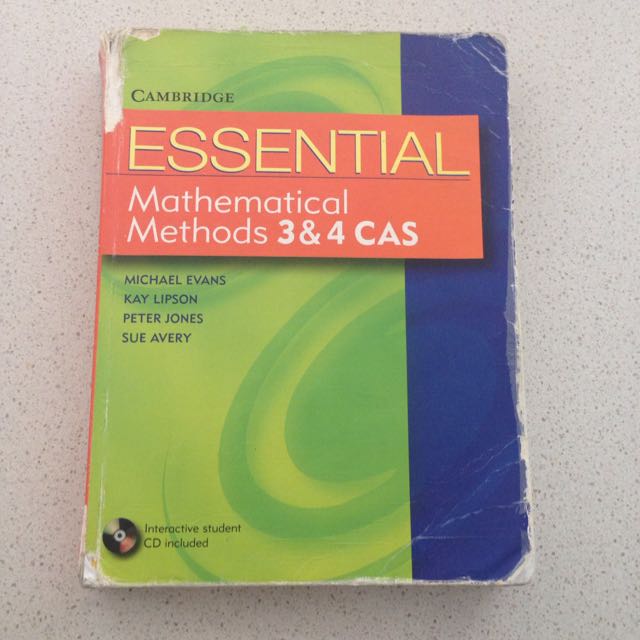 CAMBRIDGE
ESSENTIAL
Mathematical
Methods 3 & 4 CAS
MICHAEL EVANS
KAY LIPSON
PETER JONES
SUE AVERY
Interactive student
CD included